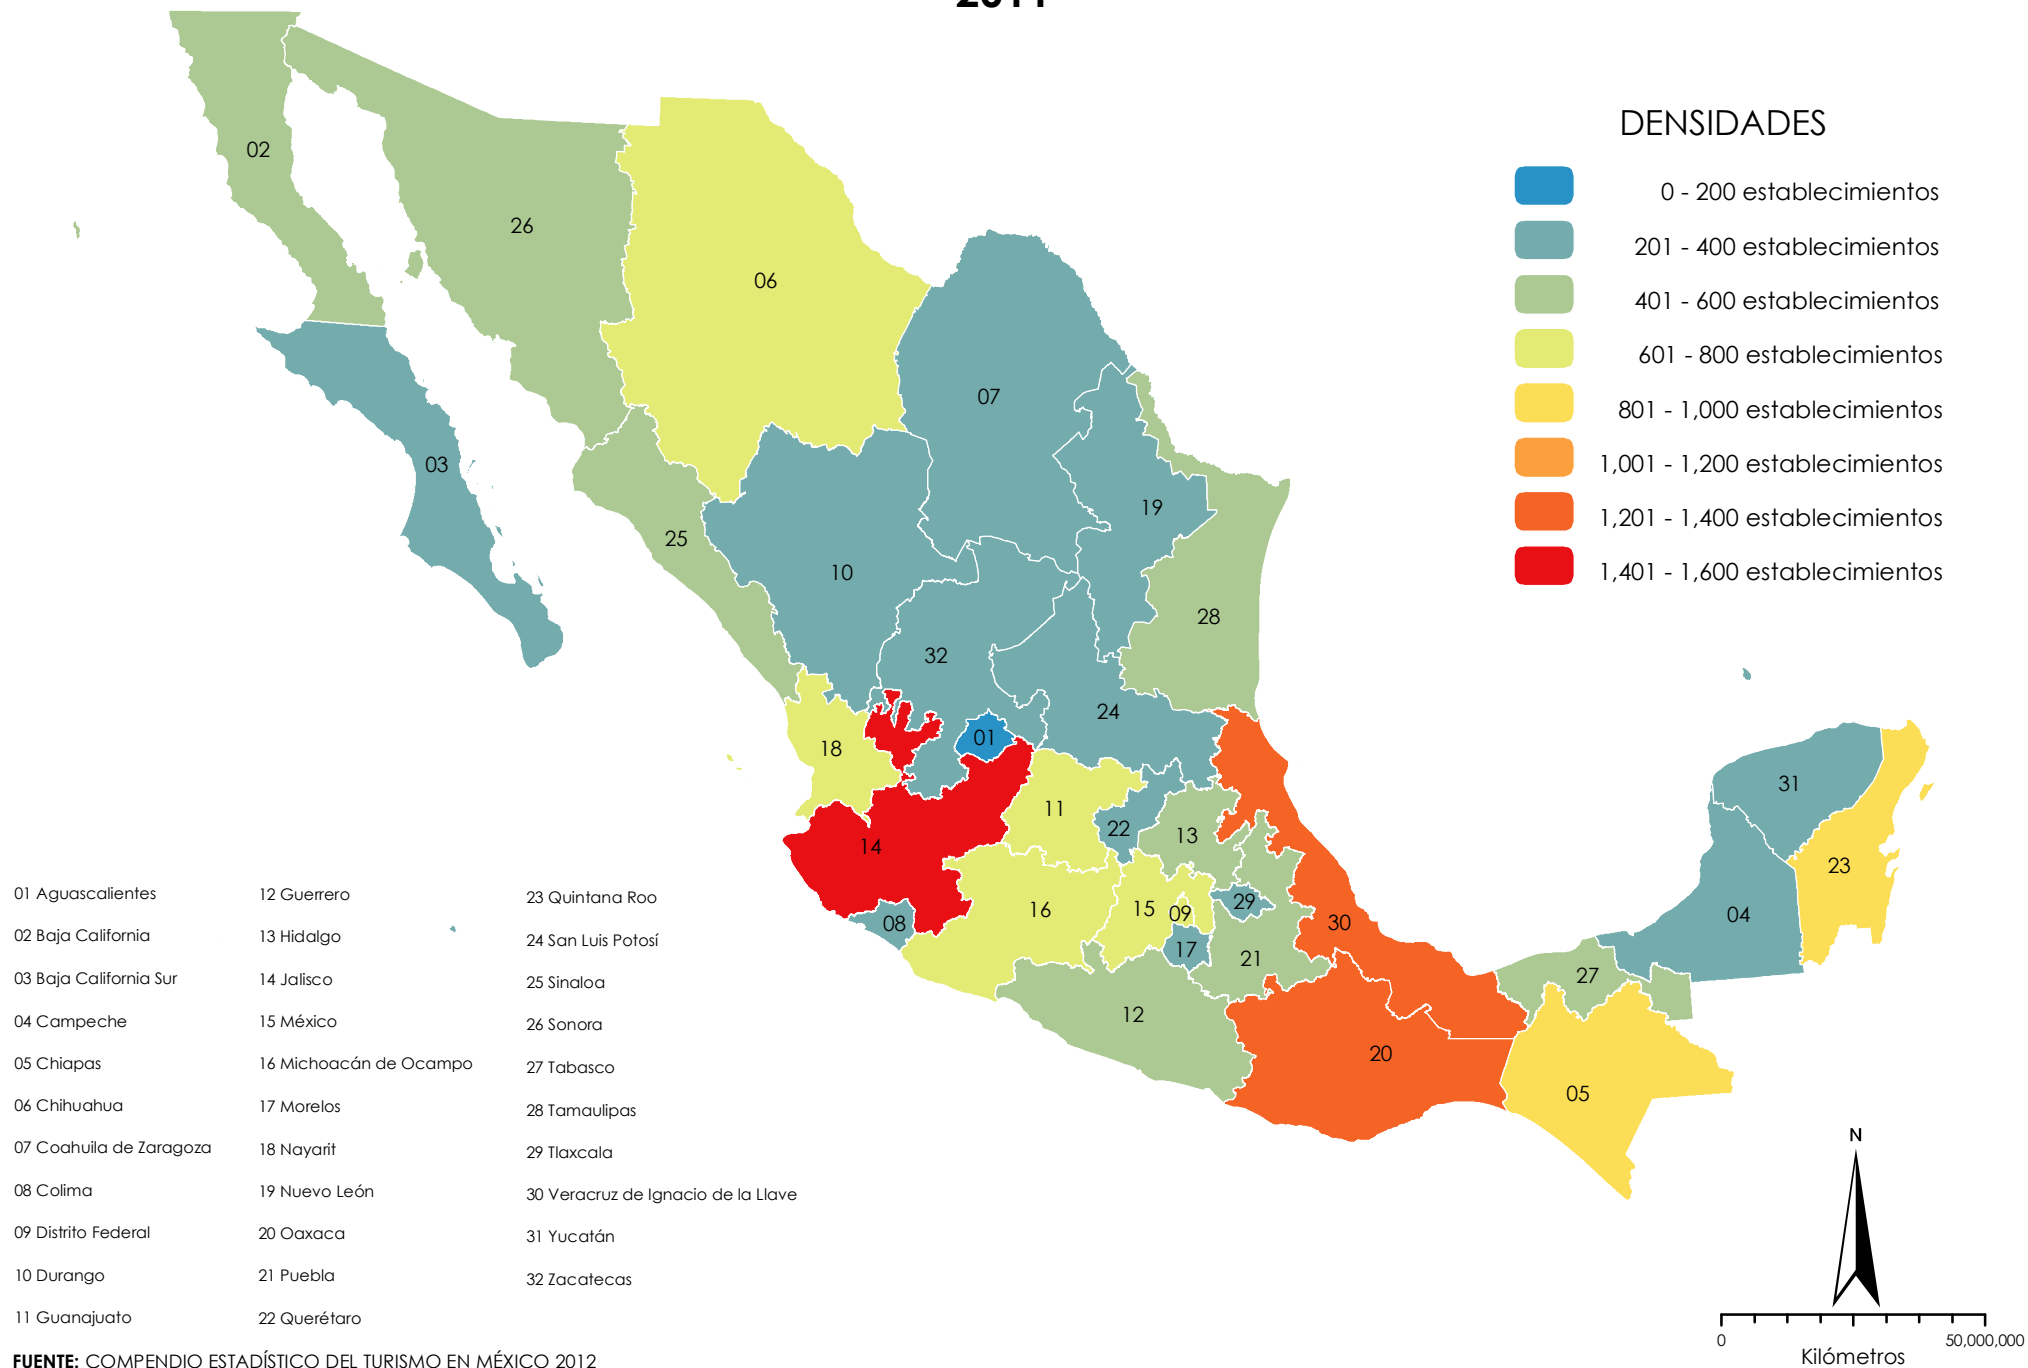 2011
DENSIDADES
0 - 200 establecimientos
201 - 400 establecimientos
401 - 600 establecimientos
601 - 800 establecimientos
801 - 1,000 establecimientos
1,001 - 1,200 establecimientos
1,201 - 1,400 establecimientos
1,401 - 1,600 establecimientos
02
26
06
07
03
19
25
10
28
32
24
01
18
31
11
22
13
14
23
29
16
15
09
04
08
30
17
21
27
12
20
05
01 Aguascalientes
02 Baja California
03 Baja California Sur
04 Campeche
05 Chiapas
06 Chihuahua
07 Coahuila de Zaragoza
08 Colima
09 Distrito Federal
10 Durango
11 Guanajuato
12 Guerrero
13 Hidalgo
14 Jalisco
15 México
16 Michoacán de Ocampo
17 Morelos
18 Nayarit
19 Nuevo León
20 Oaxaca
21 Puebla
22 Querétaro
23 Quintana Roo
24 San Luis Potosí
25 Sinaloa
26 Sonora
27 Tabasco
28 Tamaulipas
29 Tlaxcala
30 Veracruz de Ignacio de la Llave
31 Yucatán
32 Zacatecas
N
0 50,000,000
Kilómetros
FUENTE: COMPENDIO ESTADÍSTICO DEL TURISMO EN MÉXICO 2012